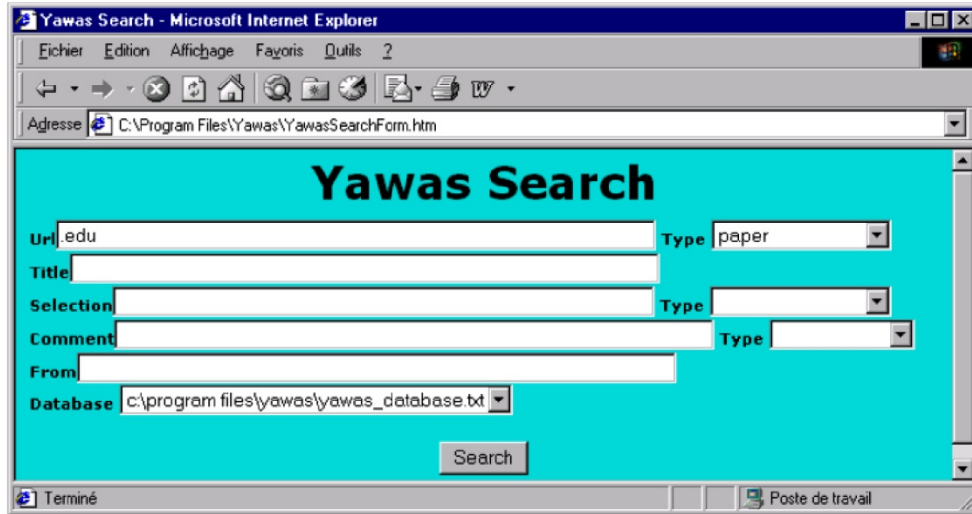 Yawas Search - Microsoft Internet Explorer
Fichier Edition Affichage Favoris Outils ?
Adresse C:\Program Files\Yawas\YawasSearchForm.htm
Yawas Search
Url .edu Type paper
Title
Selection Type
Comment Type
From
Database c:\program files\yawas\yawas_database.txt
Search
Terminé Poste de travail